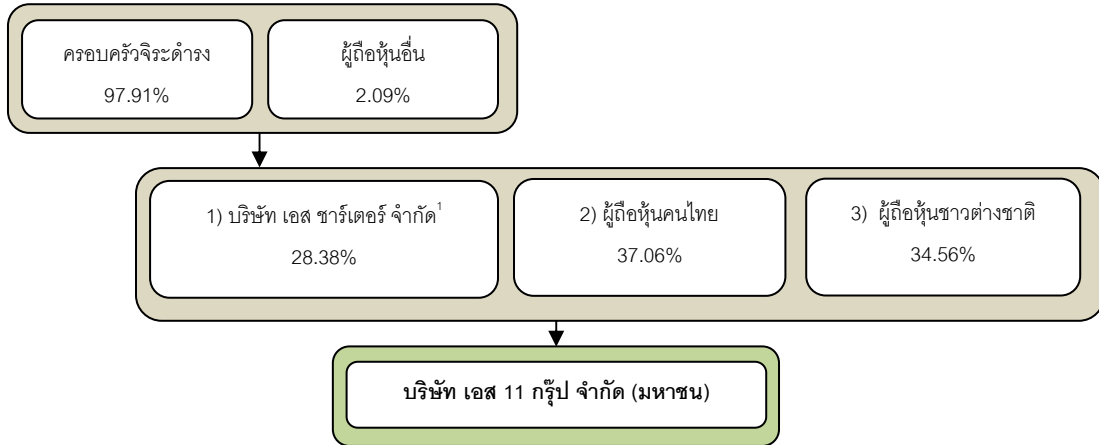 ครอบครัวจิระดำรง
97.91%
ผู้ถือหุ้นอื่น
2.09%
1) บริษัท เอส ชาร์เตอร์ จำกัด¹
28.38%
2) ผู้ถือหุ้นคนไทย
37.06%
3) ผู้ถือหุ้นชาวต่างชาติ
34.56%
บริษัท เอส 11 กรุ๊ป จำกัด (มหาชน)